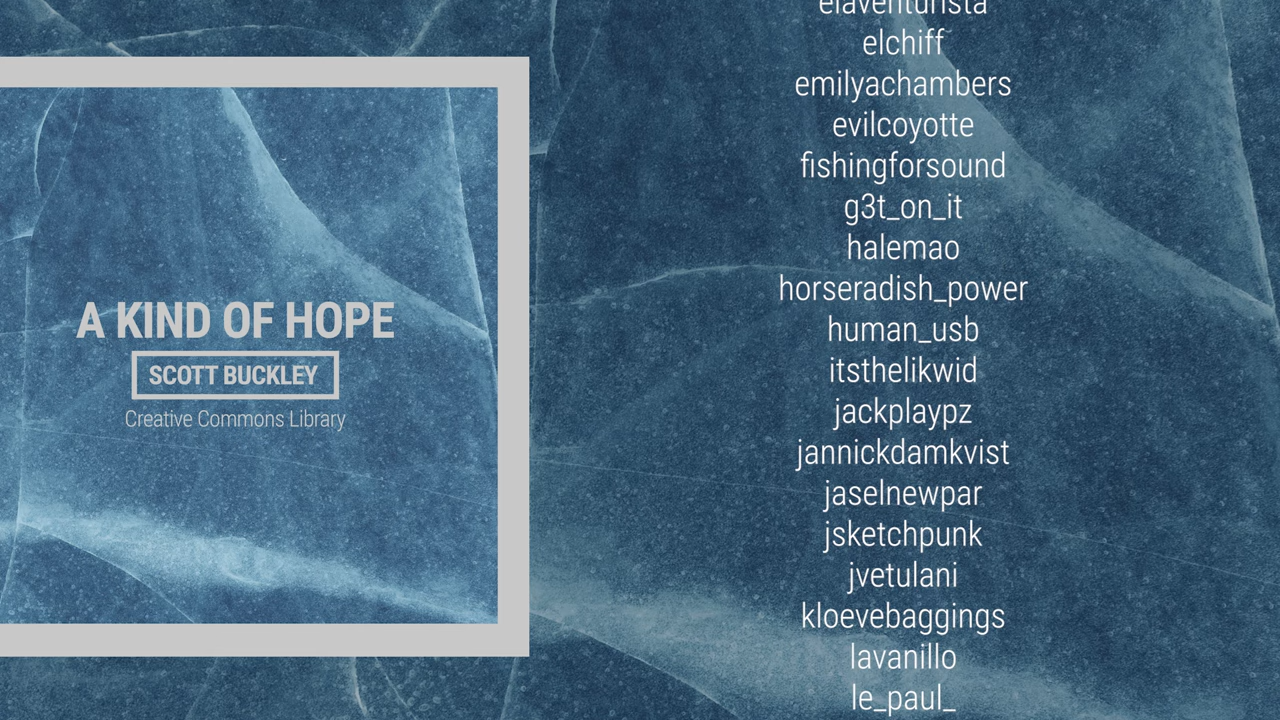 A KIND OF HOPE
SCOTT BUCKLEY
Creative Commons Library
elaventurista
elchiff
emilyachambers
evilcoyotte
fishingforsound
g3t_on_it
halemao
horseradish_power
human_usb
itsthelikwid
jackplaypz
jannickdamkvist
jaselnewpar
jsketchpunk
jvetulani
kloevebaggings
lavanillo
le_paul_